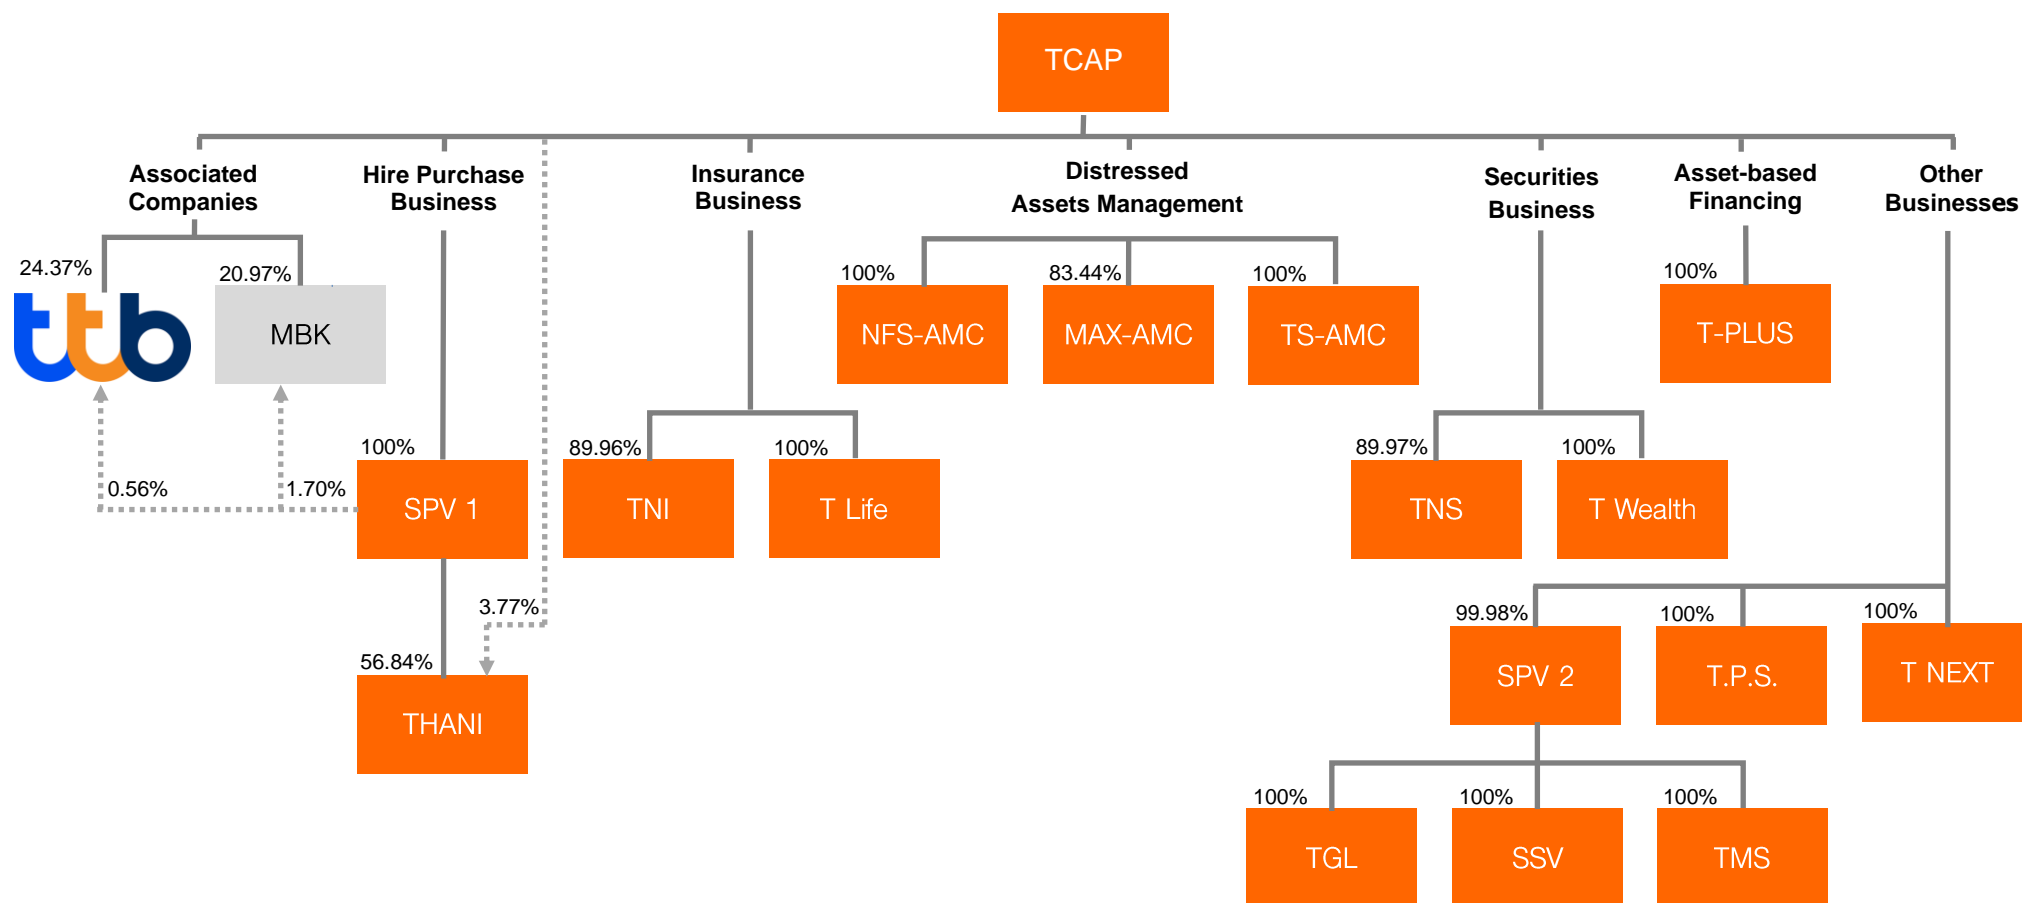 TCAP
Associated
Companies
Hire Purchase
Business
Insurance
Business
Distressed
Assets Management
Securities
Business
Asset-based
Financing
Other
Businesses
24.37%
ttb
20.97%
MBK
100%
NFS-AMC
83.44%
MAX-AMC
100%
TS-AMC
100%
T-PLUS
0.56%
1.70%
100%
SPV 1
89.96%
TNI
100%
T Life
89.97%
TNS
100%
T Wealth
3.77%
56.84%
THANI
99.98%
SPV 2
100%
T.P.S.
100%
T NEXT
100%
TGL
100%
SSV
100%
TMS